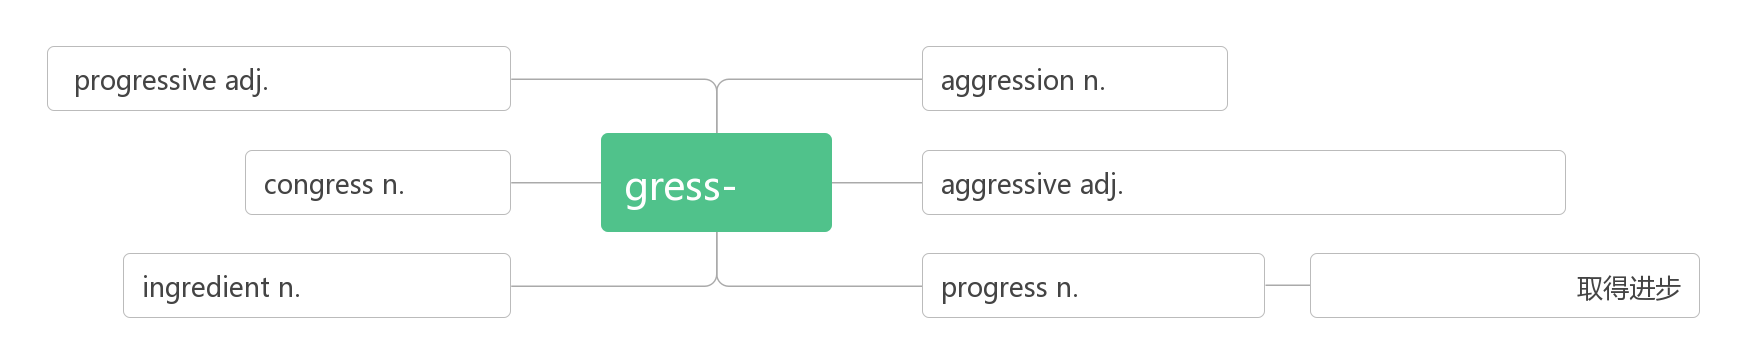 progressive adj.
aggression n.
congress n.
gress-
aggressive adj.
ingredient n.
progress n.
取得进步